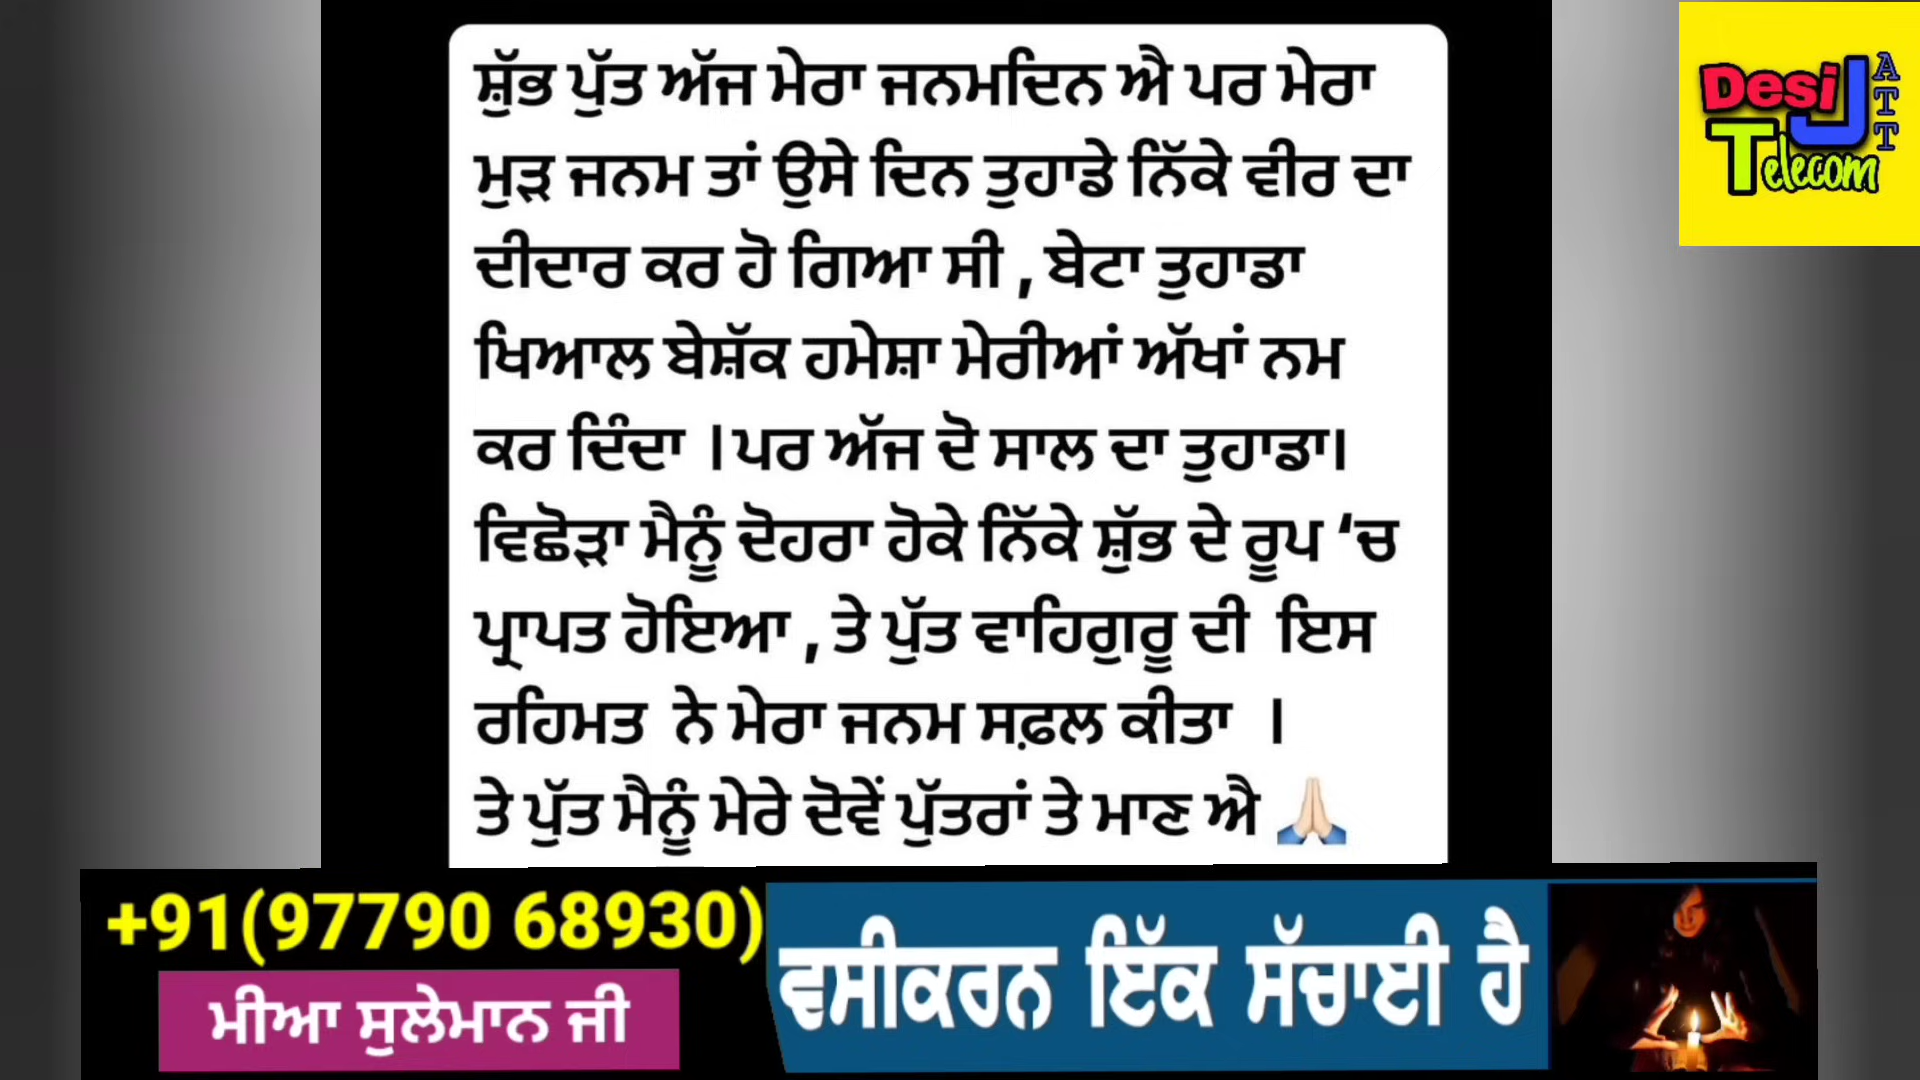 ਸ਼ੁੱਭ ਪੁੱਤ ਅੱਜ ਮੇਰਾ ਜਨਮਦਿਨ ਐ ਪਰ ਮੇਰਾ
ਮੁੜ ਜਨਮ ਤਾਂ ਉਸੇ ਦਿਨ ਤੁਹਾਡੇ ਨਿੱਕੇ ਵੀਰ ਦਾ
ਦੀਦਾਰ ਕਰ ਹੋ ਗਿਆ ਸੀ , ਬੇਟਾ ਤੁਹਾਡਾ
ਖਿਆਲ ਬੇਸ਼ੱਕ ਹਮੇਸ਼ਾ ਮੇਰੀਆਂ ਅੱਖਾਂ ਨਮ
ਕਰ ਦਿੰਦਾ । ਪਰ ਅੱਜ ਦੋ ਸਾਲ ਦਾ ਤੁਹਾਡਾ।
ਵਿਛੋੜਾ ਮੈਨੂੰ ਦੋਹਰਾ ਹੋਕੇ ਨਿੱਕੇ ਸ਼ੁੱਭ ਦੇ ਰੂਪ ‘ਚ
ਪ੍ਰਾਪਤ ਹੋਇਆ , ਤੇ ਪੁੱਤ ਵਾਹਿਗੁਰੂ ਦੀ ਇਸ
ਰਹਿਮਤ ਨੇ ਮੇਰਾ ਜਨਮ ਸਫ਼ਲ ਕੀਤਾ ।
ਤੇ ਪੁੱਤ ਮੈਨੂੰ ਮੇਰੇ ਦੋਵੇਂ ਪੁੱਤਰਾਂ ਤੇ ਮਾਣ ਐ 🙏🏻
Desi JATT
Telecom
+91(97790 68930)
ਮੀਆ ਸੁਲੇਮਾਨ ਜੀ
ਵਸੀਕਰਨ ਇੱਕ ਸੱਚਾਈ ਹੈ